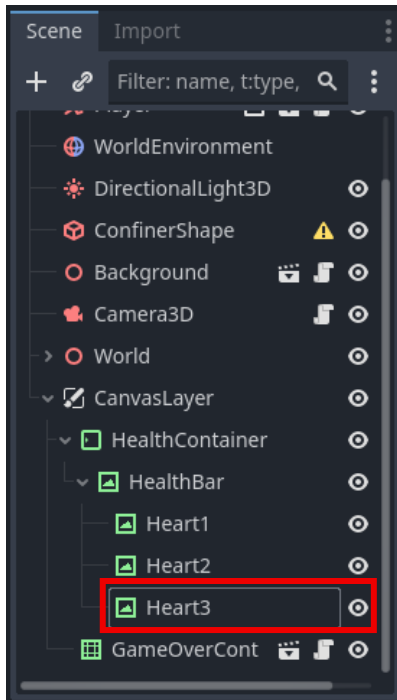 Scene Import
Filter: name, t:type,
WorldEnvironment
DirectionalLight3D
ConfinerShape
Background
Camera3D
World
CanvasLayer
HealthContainer
HealthBar
Heart1
Heart2
Heart3
GameOverCont